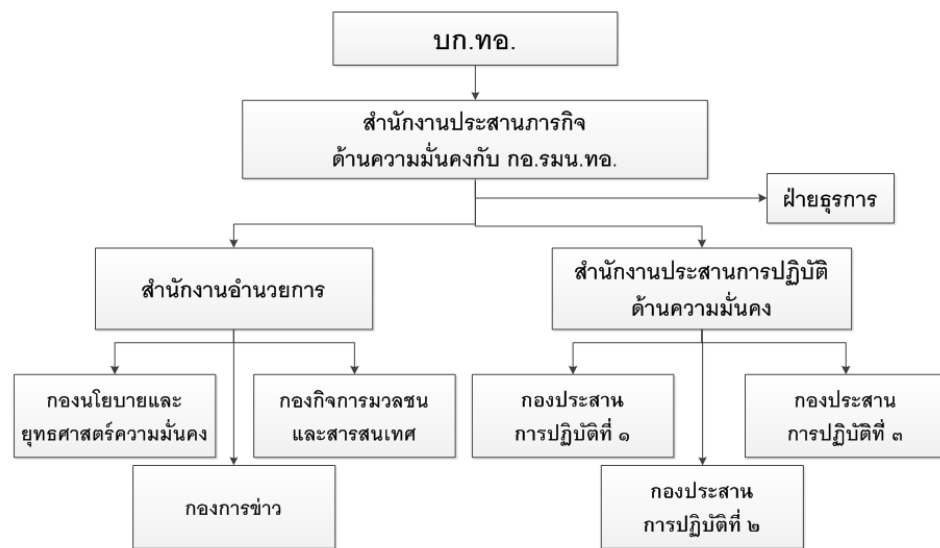 บก.ทอ.
สำนักงานประสานภารกิจ
ด้านความมั่นคงกับ กอ.รมน.ทอ.
ฝ่ายธุรการ
สำนักงานอำนวยการ
สำนักงานประสานการปฏิบัติ
ด้านความมั่นคง
กองนโยบายและ
ยุทธศาสตร์ความมั่นคง
กองกิจการมวลชน
และสารสนเทศ
กองประสาน
การปฏิบัติที่ ๑
กองประสาน
การปฏิบัติที่ ๓
กองการข่าว
กองประสาน
การปฏิบัติที่ ๒